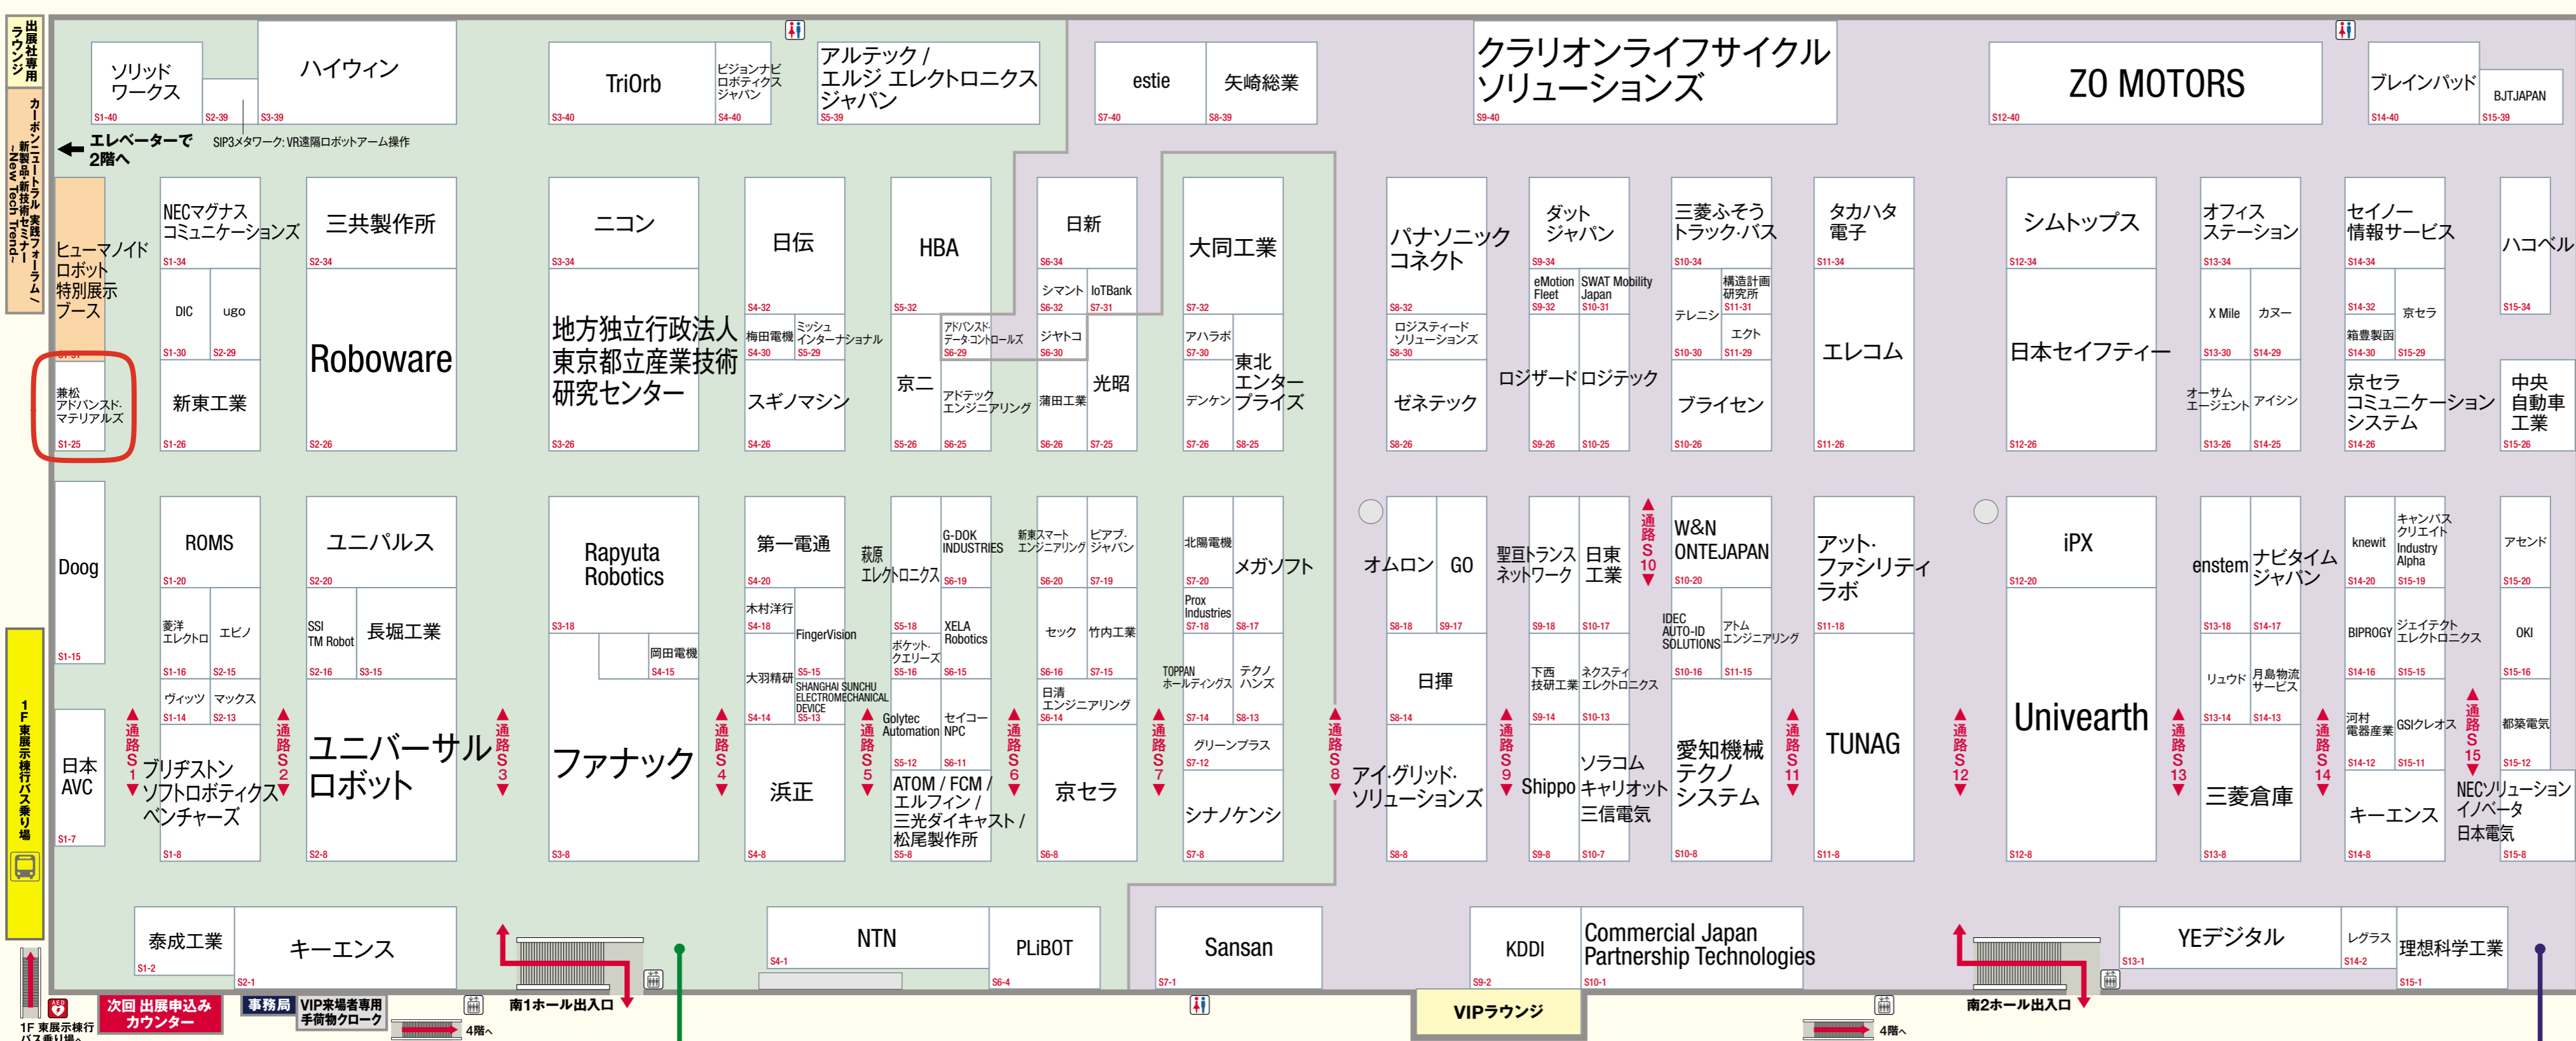 出展社専用
ラウンジ
カーボンニュートラル 実践フォーラム /
新製品・新技術セミナー
~New Tech Trend~
1F東展示棟行バス乗り場
ソリッド
ワークス
S1-40
S2-39
ハイウィン
S3-39
SIP3メタワーク: VR遠隔ロボットアーム操作
エレベーターで
2階へ
TriOrb
S3-40
ビジョンナビ
ロボティクス
ジャパン
S4-40
アルテック /
エルジ エレクトロニクス
ジャパン
S5-39
estie
S7-40
矢崎総業
S8-39
クラリオンライフサイクル
ソリューションズ
S9-40
ZO MOTORS
S12-40
ブレインパッド
S14-40
BJTJAPAN
S15-39
ヒューマノイド
ロボット
特別展示
ブース
兼松
アドバンスド・
マテリアルズ
S1-25
NECマグナス
コミュニケーションズ
S1-34
DIC
S1-30
ugo
S2-29
新東工業
S1-26
三共製作所
S2-34
Roboware
S2-26
ニコン
S3-34
地方独立行政法人
東京都立産業技術
研究センター
S3-26
日伝
S4-32
梅田電機
S4-30
ミッシュ
インターナショナル
S5-29
スギノマシン
S4-26
HBA
S5-32
京二
S5-26
アドバンスド・
データ・コントロールズ
S6-29
アドテック
エンジニアリング
S6-25
日新
S6-34
シマント
S6-32
IoTBank
S7-31
ジヤトコ
S6-30
蒲田工業
S6-26
光昭
S7-25
大同工業
S7-32
アハラボ
S7-30
デンケン
S7-26
東北
エンター
プライズ
S8-25
パナソニック
コネクト
S8-32
ロジスティード
ソリューションズ
S8-30
ゼネテック
S8-26
ダット
ジャパン
S9-34
eMotion
Fleet
S9-32
SWAT Mobility
Japan
S10-31
ロジザード
S9-26
ロジテック
S10-25
三菱ふそう
トラック・バス
S10-34
テレニシ
S10-30
構造計画
研究所
S11-31
エクト
S11-29
ブライセン
S10-26
タカハタ
電子
S11-34
エレコム
S11-26
シムトップス
S12-34
日本セイフティー
S12-26
オフィス
ステーション
S13-34
X Mile
S13-30
カヌー
S14-29
オーサム
エージェント
S13-26
アイシン
S14-25
セイノー
情報サービス
S14-34
S14-32
京セラ
S15-29
箱豊製函
S14-30
京セラ
コミュニケーション
システム
S14-26
ハコベル
S15-34
中央
自動車
工業
S15-26
Doog
S1-15
日本
AVC
S1-7
ROMS
S1-20
菱洋
エレクトロ
S1-16
エビノ
S2-15
ヴィッツ
S1-14
マックス
S2-13
ブリヂストン
ソフトロボティクス
ベンチャーズ
S1-8
ユニパルス
S2-20
SSI
TM Robot
S2-16
長堀工業
S3-15
ユニバーサル
ロボット
S2-8
Rapyuta
Robotics
S3-18
岡田電機
S4-15
ファナック
S3-8
第一電通
S4-20
木村洋行
S4-18
FingerVision
S5-15
大羽精研
S4-14
SHANGHAI SUNCHU
ELECTROMECHANICAL
DEVICE
S5-13
浜正
S4-8
萩原
エレクトロニクス
S5-18
G-DOK
INDUSTRIES
S6-19
ポケット・
クエリーズ
S5-16
XELA
Robotics
S6-15
Golytec
Automation
S5-12
セイコー
NPC
S6-11
ATOM / FCM /
エルフィン /
三光ダイキャスト /
松尾製作所
S5-8
新東スマート
エンジニアリング
S6-20
ピアブ・
ジャパン
S7-19
セック
S6-16
竹内工業
S7-15
日清
エンジニアリング
S6-14
京セラ
S6-8
北陽電機
S7-20
Prox
Industries
S7-18
メガソフト
S8-17
TOPPAN
ホールディングス
S7-14
テクノ
ハンズ
S8-13
グリーンプラス
S7-12
シナノケンシ
S7-8
オムロン
S8-18
GO
S9-17
日揮
S8-14
アイ・グリッド・
ソリューションズ
S8-8
聖亘トランス
ネットワーク
S9-18
日東
工業
S10-17
下西
技研工業
S9-14
ネクスティ
エレクトロニクス
S10-13
Shippo
S9-8
ソラコム
キャリオット
三信電気
S10-7
W&N
ONTEJAPAN
S10-20
IDEC
AUTO-ID
SOLUTIONS
S10-16
アトム
エンジニアリング
S11-15
愛知機械
テクノ
システム
S10-8
アット・
ファシリティ
ラボ
S11-18
TUNAG
S11-8
iPX
S12-20
Univearth
S12-8
enstem
S13-18
ナビタイム
ジャパン
S14-17
リュウド
S13-14
月島物流
サービス
S14-13
三菱倉庫
S13-8
knewit
S14-20
キャンバス
クリエイト
Industry
Alpha
S15-19
BIPROGY
S14-16
ジェイテクト
エレクトロニクス
S15-15
河村
電器産業
S14-12
GSIクレオス
S15-11
キーエンス
S14-8
アセンド
S15-20
OKI
S15-16
都築電気
S15-12
NECソリューション
イノベータ
日本電気
S15-8
通路S1
通路S2
通路S3
通路S4
通路S5
通路S6
通路S7
通路S8
通路S9
通路S10
通路S11
通路S12
通路S13
通路S14
通路S15
泰成工業
S1-2
キーエンス
S2-1
NTN
S4-1
PLiBOT
S6-4
Sansan
S7-1
KDDI
S9-2
Commercial Japan
Partnership Technologies
S10-1
YEデジタル
S13-1
レグラス
S14-2
理想科学工業
S15-1
AED
1F 東展示棟行
バス乗り場へ
次回 出展申込み
カウンター
事務局
VIP来場者専用
手荷物クローク
4階へ
南1ホール出入口
VIPラウンジ
4階へ
南2ホール出入口